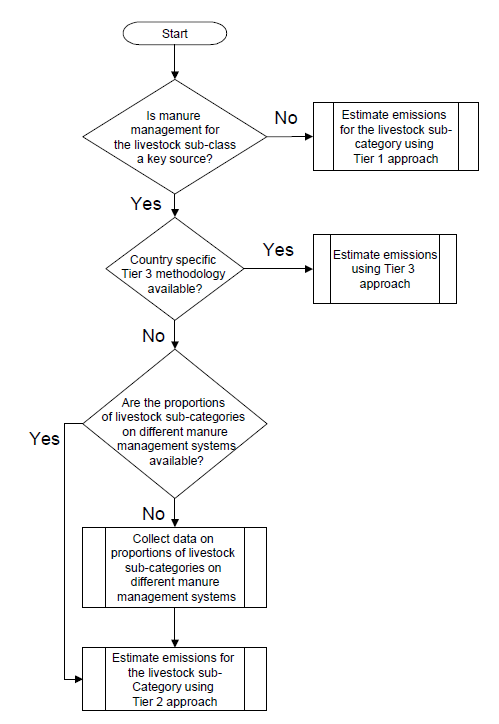 Start
Is manure
management for
the livestock sub-class
a key source?
No
Estimate emissions
for the livestock sub-
category using
Tier 1 approach
Yes
Country specific
Tier 3 methodology
available?
Yes
Estimate emissions
using Tier 3
approach
No
Are the proportions
of livestock sub-categories
on different manure
management systems
available?
Yes
No
Collect data on
proportions of livestock
sub-categories on
different manure
management systems
Estimate emissions for
the livestock sub-
Category using
Tier 2 approach